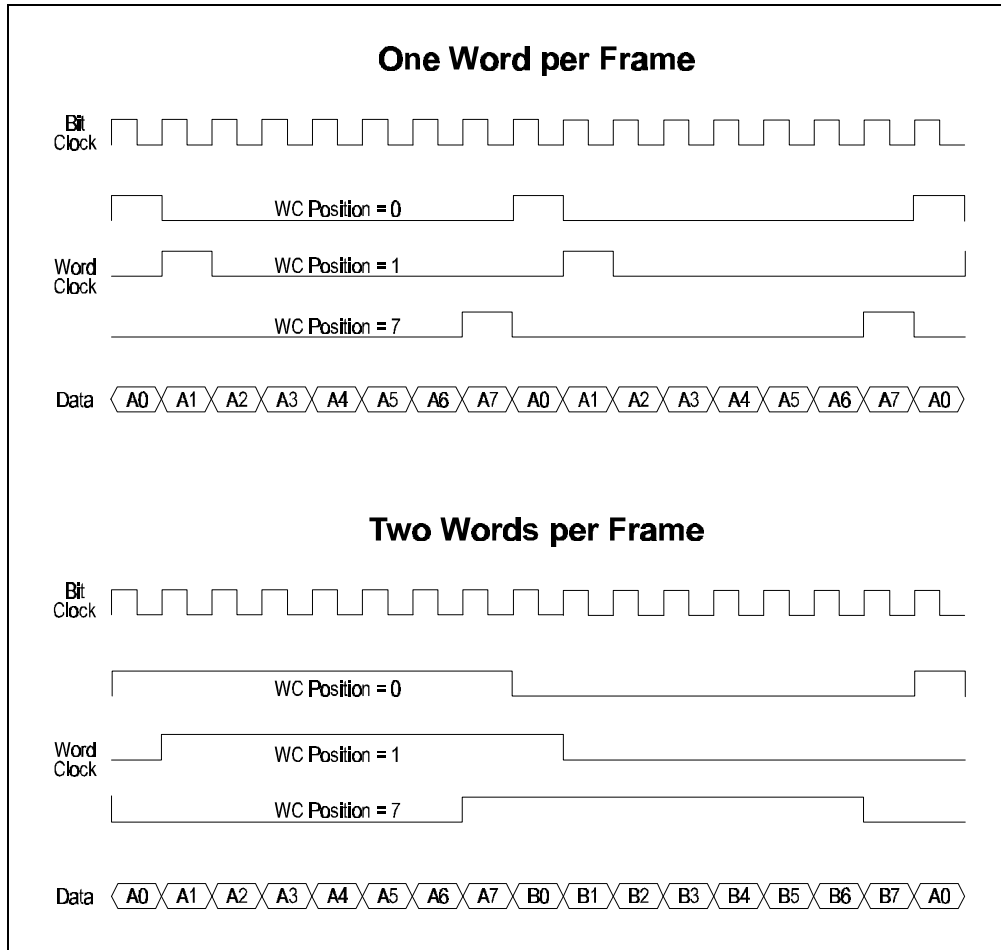 One Word per Frame
Bit
Clock
WC Position = 0
Word
Clock
WC Position = 1
WC Position = 7
Data A0 A1 A2 A3 A4 A5 A6 A7 A0 A1 A2 A3 A4 A5 A6 A7 A0
Two Words per Frame
Bit
Clock
WC Position = 0
Word
Clock
WC Position = 1
WC Position = 7
Data A0 A1 A2 A3 A4 A5 A6 A7 B0 B1 B2 B3 B4 B5 B6 B7 A0